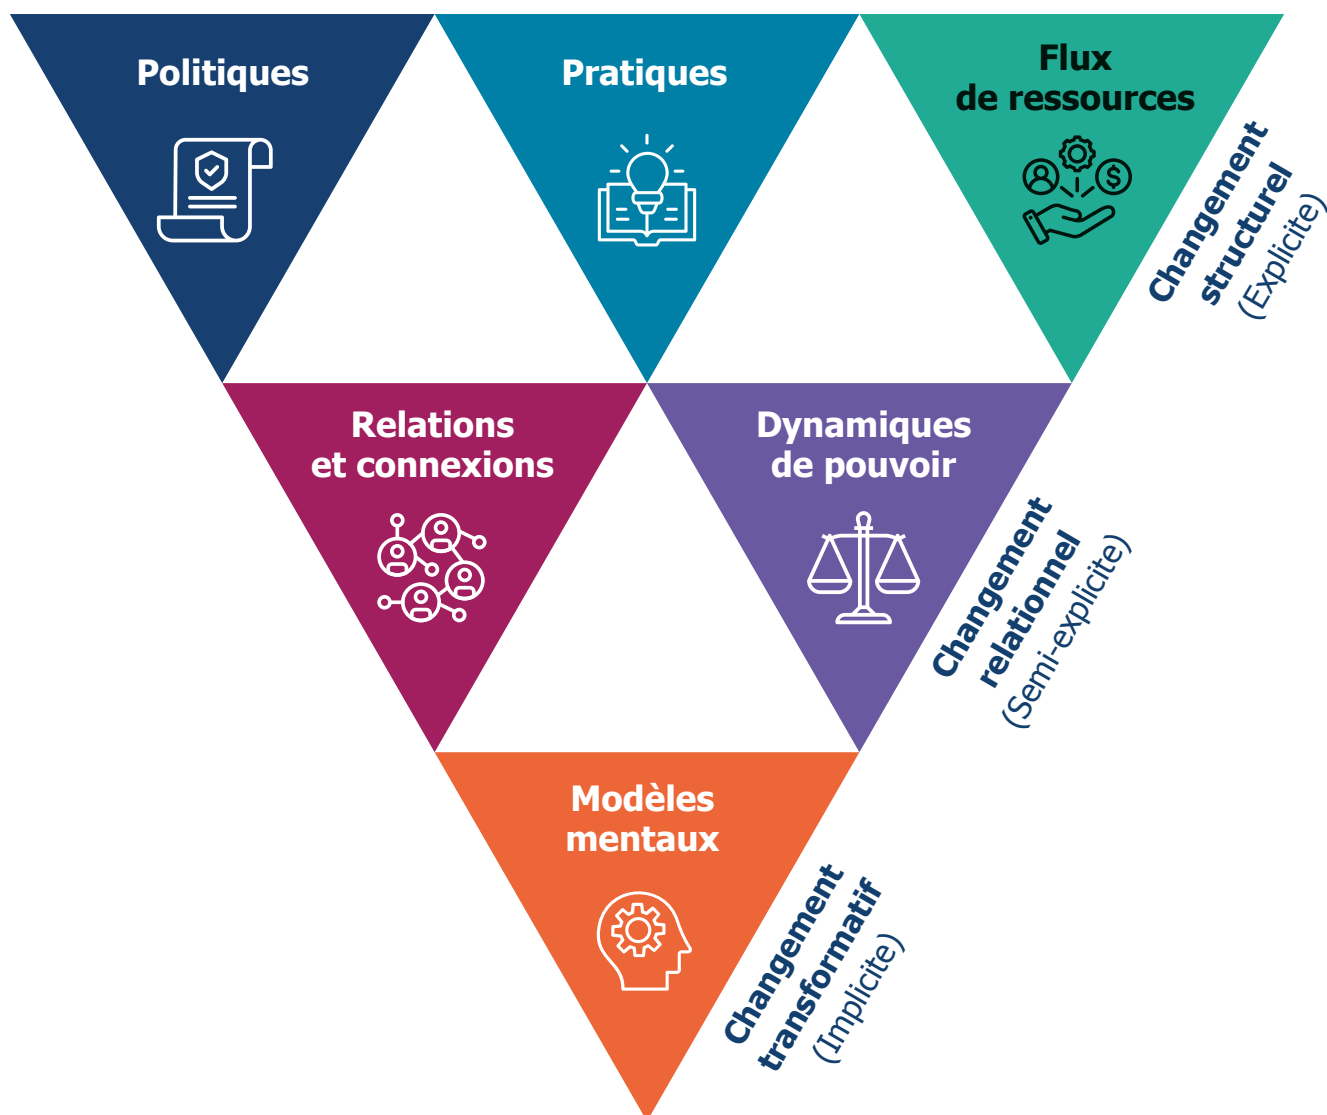 Politiques
Pratiques
Flux
de ressources
$
Changement
structurel
(Explicite)
Relations
et connexions
Dynamiques
de pouvoir
Changement
relationnel
(Semi-explicite)
Modèles
mentaux
Changement
transformatif
(Implicite)